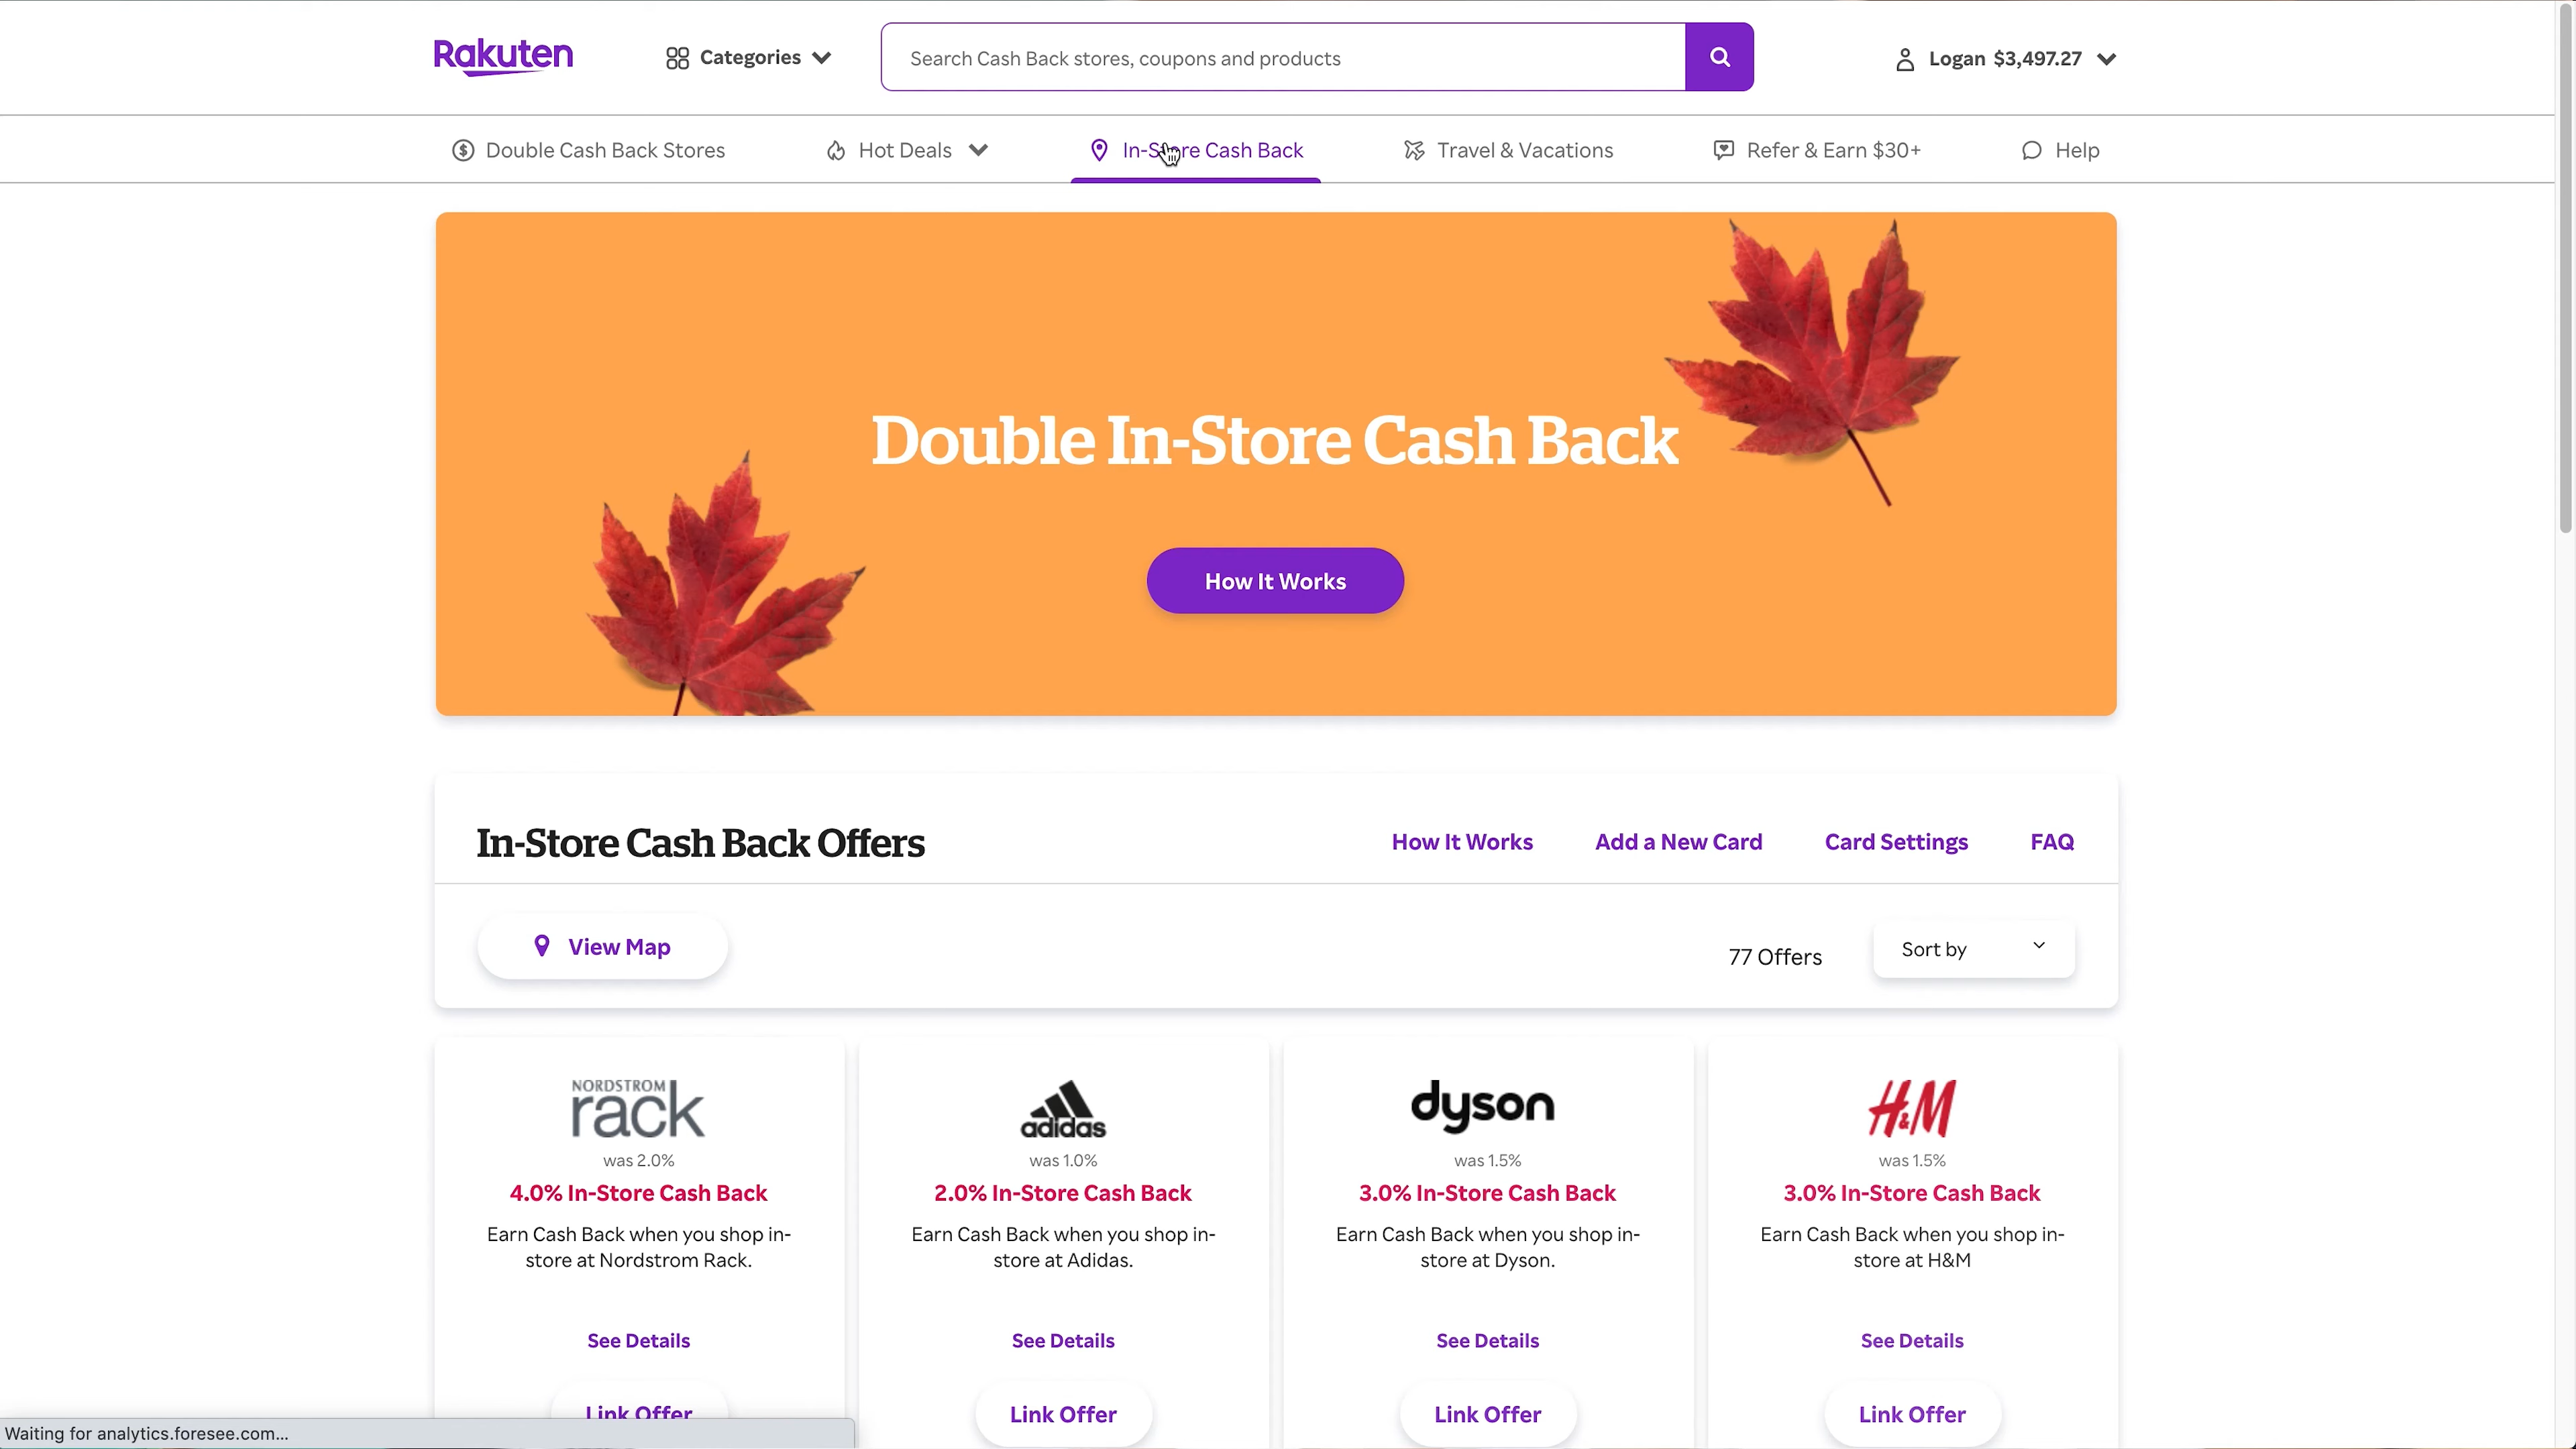 Rakuten
Categories
Search Cash Back stores, coupons and products
Logan $3,497.27
Double Cash Back Stores
Hot Deals
In-Store Cash Back
Travel & Vacations
Refer & Earn $30+
Help
Double In-Store Cash Back
How It Works
In-Store Cash Back Offers
How It Works
Add a New Card
Card Settings
FAQ
View Map
77 Offers
Sort by
NORDSTROM
rack
was 2.0%
4.0% In-Store Cash Back
Earn Cash Back when you shop in-
store at Nordstrom Rack.
See Details
Link Offer
adidas
was 1.0%
2.0% In-Store Cash Back
Earn Cash Back when you shop in-
store at Adidas.
See Details
Link Offer
dyson
was 1.5%
3.0% In-Store Cash Back
Earn Cash Back when you shop in-
store at Dyson.
See Details
Link Offer
H&M
was 1.5%
3.0% In-Store Cash Back
Earn Cash Back when you shop in-
store at H&M
See Details
Link Offer
Waiting for analytics.foresee.com...